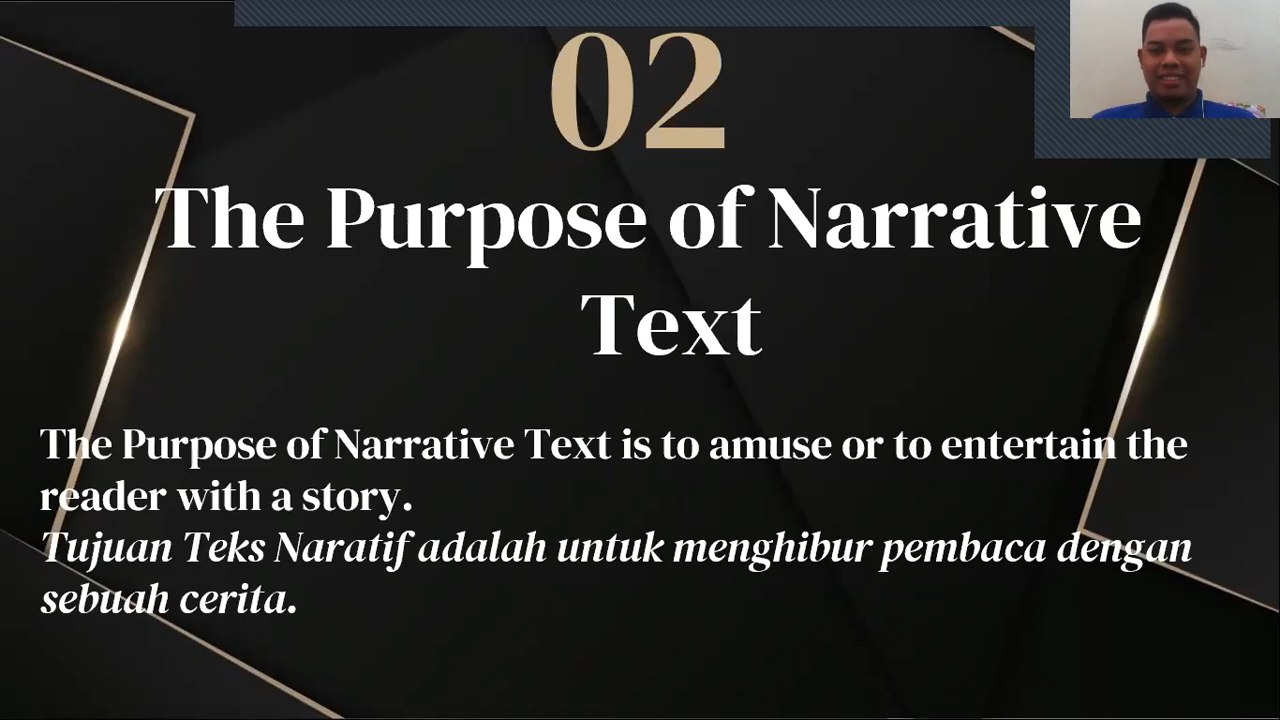 02
The Purpose of Narrative
Text
The Purpose of Narrative Text is to amuse or to entertain the
reader with a story.
Tujuan Teks Naratif adalah untuk menghibur pembaca dengan
sebuah cerita.